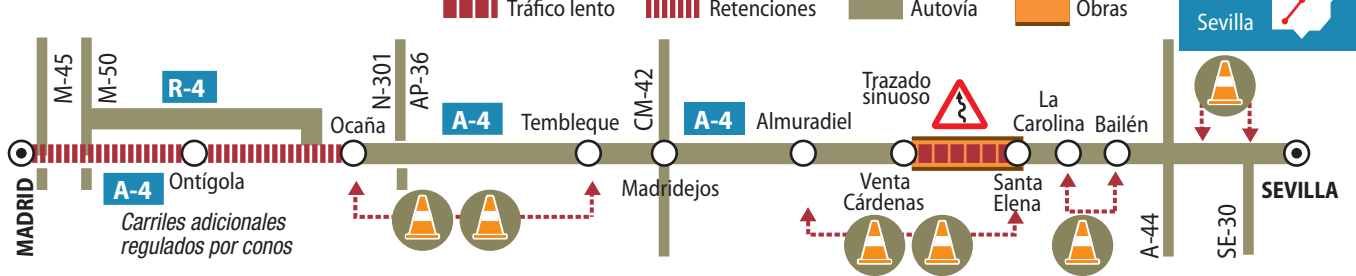 Tráfico lento
Retenciones
Autovía
Obras
Sevilla
M-45
M-50
R-4
N-301
AP-36
Ocaña
A-4
Tembleque
CM-42
A-4
Almuradiel
Trazado
sinuoso
La
Carolina
Bailén
MADRID
A-4
Ontígola
Carriles adicionales
regulados por conos
Madridejos
Venta
Cárdenas
Santa
Elena
A-44
SE-30
SEVILLA